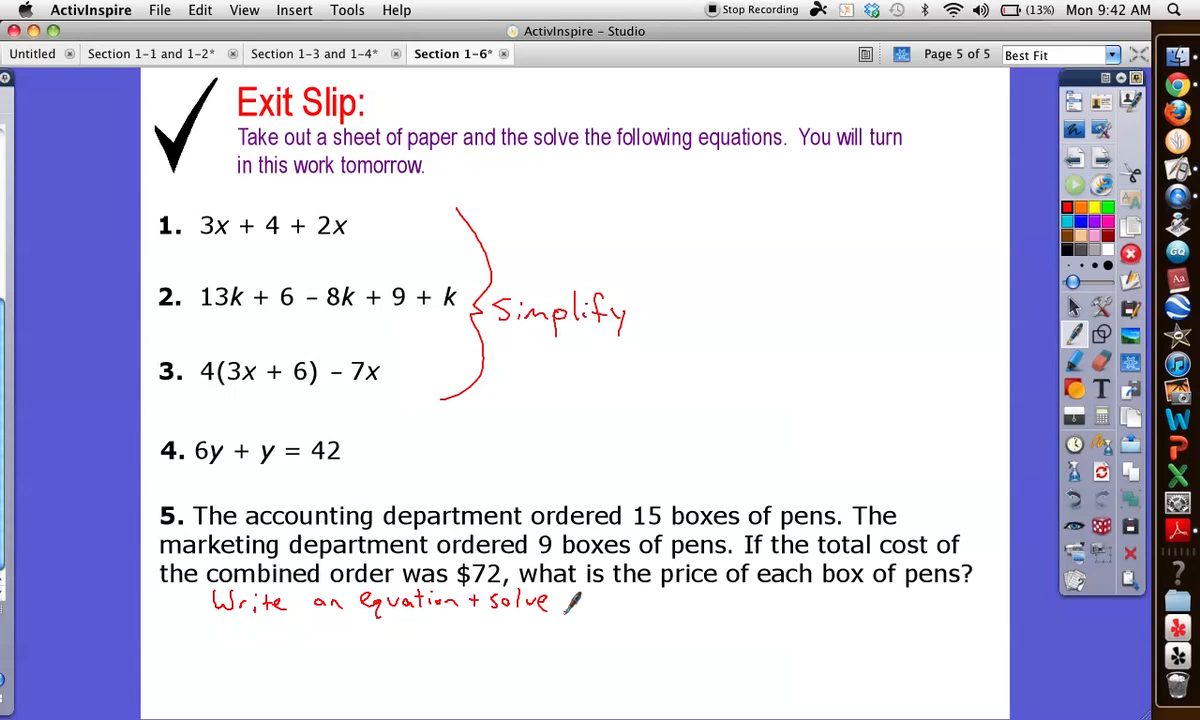 ActivInspire File Edit View Insert Tools Help Stop Recording (13%) Mon 9:42 AM
ActivInspire – Studio
Untitled Section 1–1 and 1–2* Section 1–3 and 1–4* Section 1–6* Page 5 of 5 Best Fit
Exit Slip:
Take out a sheet of paper and the solve the following equations. You will turn
in this work tomorrow.
1. 3x + 4 + 2x
2. 13k + 6 – 8k + 9 + k
Simplify
3. 4(3x + 6) – 7x
4. 6y + y = 42
5. The accounting department ordered 15 boxes of pens. The
marketing department ordered 9 boxes of pens. If the total cost of
the combined order was $72, what is the price of each box of pens?
Write an equation + solve